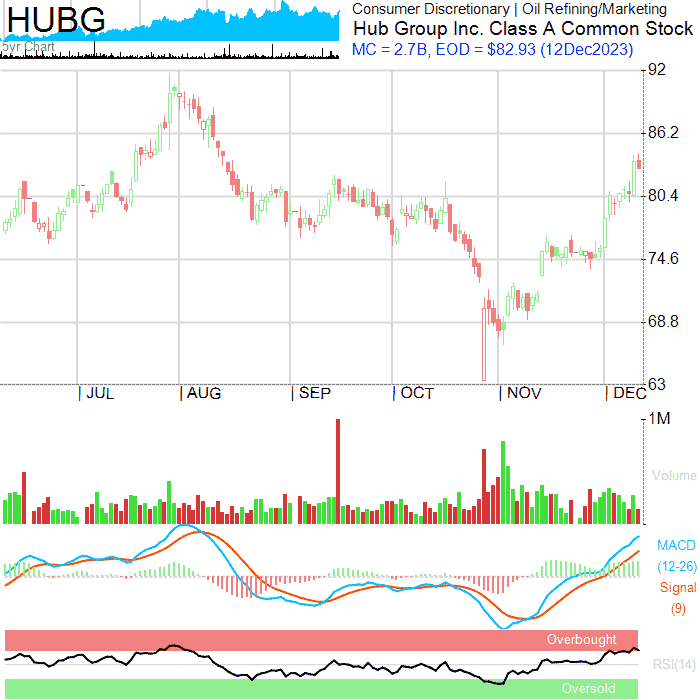 HUBG
5yr Chart
Consumer Discretionary | Oil Refining/Marketing
Hub Group Inc. Class A Common Stock
MC = 2.7B, EOD = $82.93 (12Dec2023)
92
86.2
80.4
74.6
68.8
63
JUL AUG SEP OCT NOV DEC
1M
Volume
MACD
(12-26)
Signal
(9)
Overbought
RSI(14)
Oversold